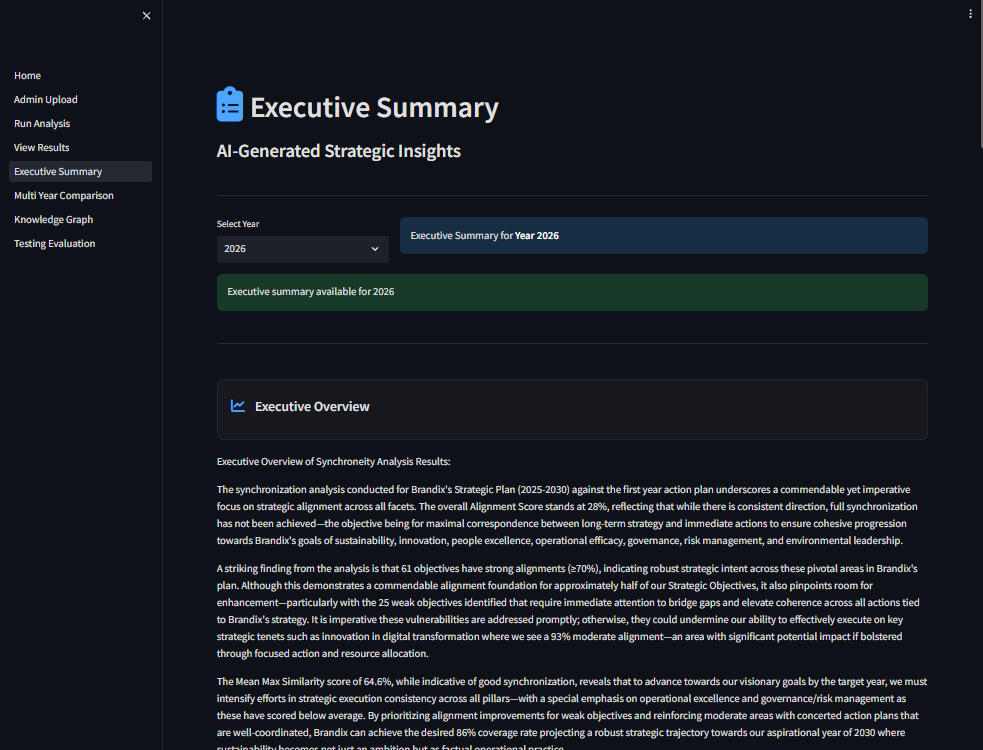 Home
Admin Upload
Run Analysis
View Results
Executive Summary
Multi Year Comparison
Knowledge Graph
Testing Evaluation
Executive Summary
AI-Generated Strategic Insights
Select Year
2026
Executive Summary for Year 2026
Executive summary available for 2026
Executive Overview
Executive Overview of Synchroneity Analysis Results:
The synchronization analysis conducted for Brandix's Strategic Plan (2025-2030) against the first year action plan underscores a commendable yet imperative
focus on strategic alignment across all facets. The overall Alignment Score stands at 28%, reflecting that while there is consistent direction, full synchronization
has not been achieved—the objective being for maximal correspondence between long-term strategy and immediate actions to ensure cohesive progression
towards Brandix's goals of sustainability, innovation, people excellence, operational efficacy, governance, risk management, and environmental leadership.
A striking finding from the analysis is that 61 objectives have strong alignments (≥70%), indicating robust strategic intent across these pivotal areas in Brandix's
plan. Although this demonstrates a commendable alignment foundation for approximately half of our Strategic Objectives, it also pinpoints room for
enhancement—particularly with the 25 weak objectives identified that require immediate attention to bridge gaps and elevate coherence across all actions tied
to Brandix's strategy. It is imperative these vulnerabilities are addressed promptly; otherwise, they could undermine our ability to effectively execute on key
strategic tenets such as innovation in digital transformation where we see a 93% moderate alignment—an area with significant potential impact if bolstered
through focused action and resource allocation.
The Mean Max Similarity score of 64.6%, while indicative of good synchronization, reveals that to advance towards our visionary goals by the target year, we must
intensify efforts in strategic execution consistency across all pillars—with a special emphasis on operational excellence and governance/risk management as
these have scored below average. By prioritizing alignment improvements for weak objectives and reinforcing moderate areas with concerted action plans that
are well-coordinated, Brandix can achieve the desired 86% coverage rate projecting a robust strategic trajectory towards our aspirational year of 2030 where
sustainability becomes not just an ambition but as factual operational practice.